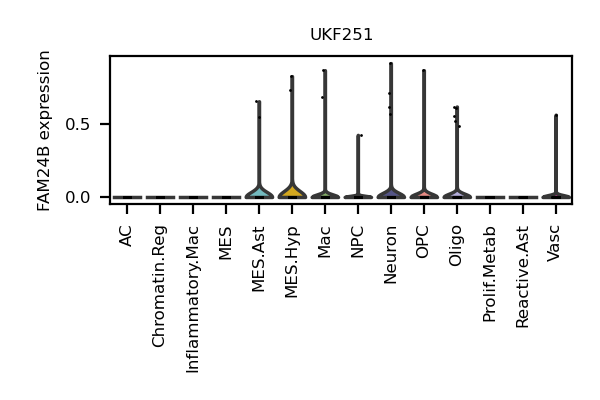 UKF251
FAM24B expression
0.5
0.0
AC
Chromatin.Reg
Inflammatory.Mac
MES
MES.Ast
MES.Hyp
Mac
NPC
Neuron
OPC
Oligo
Prolif.Metab
Reactive.Ast
Vasc